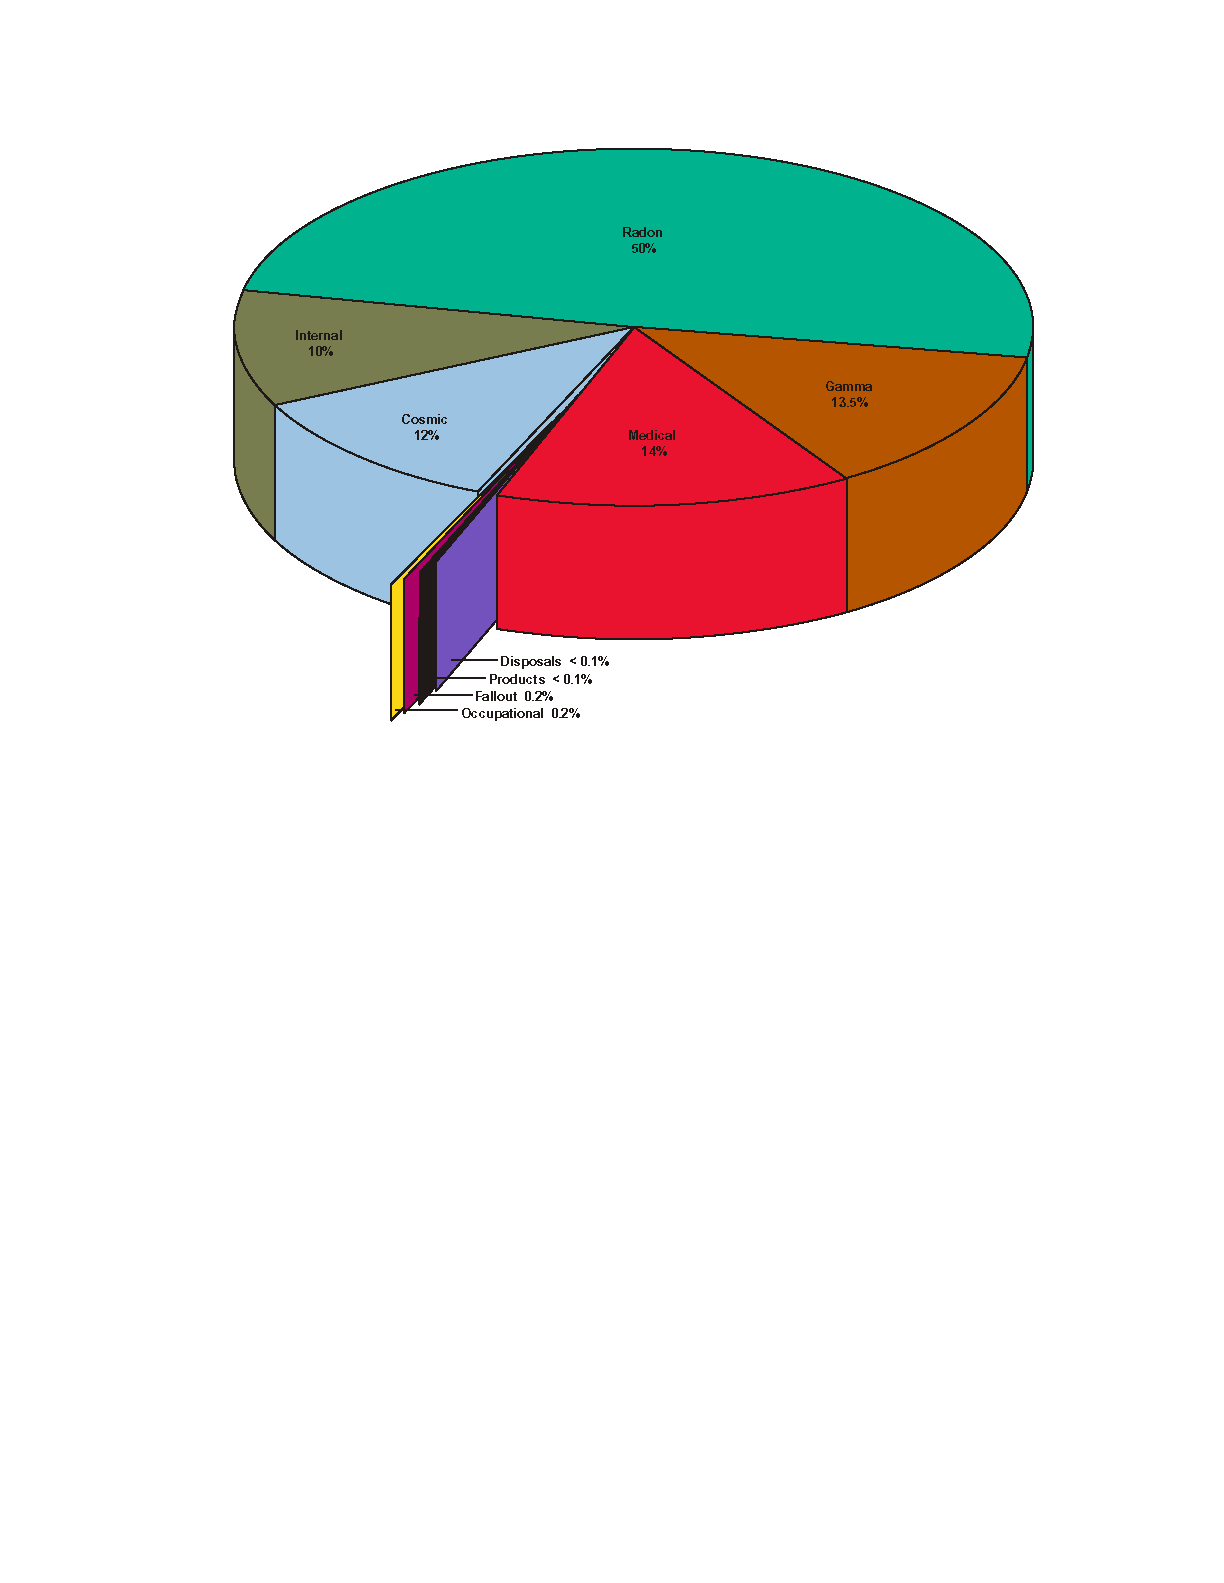 Radon
50%
Internal
10%
Gamma
13.5%
Cosmic
12%
Medical
14%
Disposals < 0.1%
Products < 0.1%
Fallout 0.2%
Occupational 0.2%